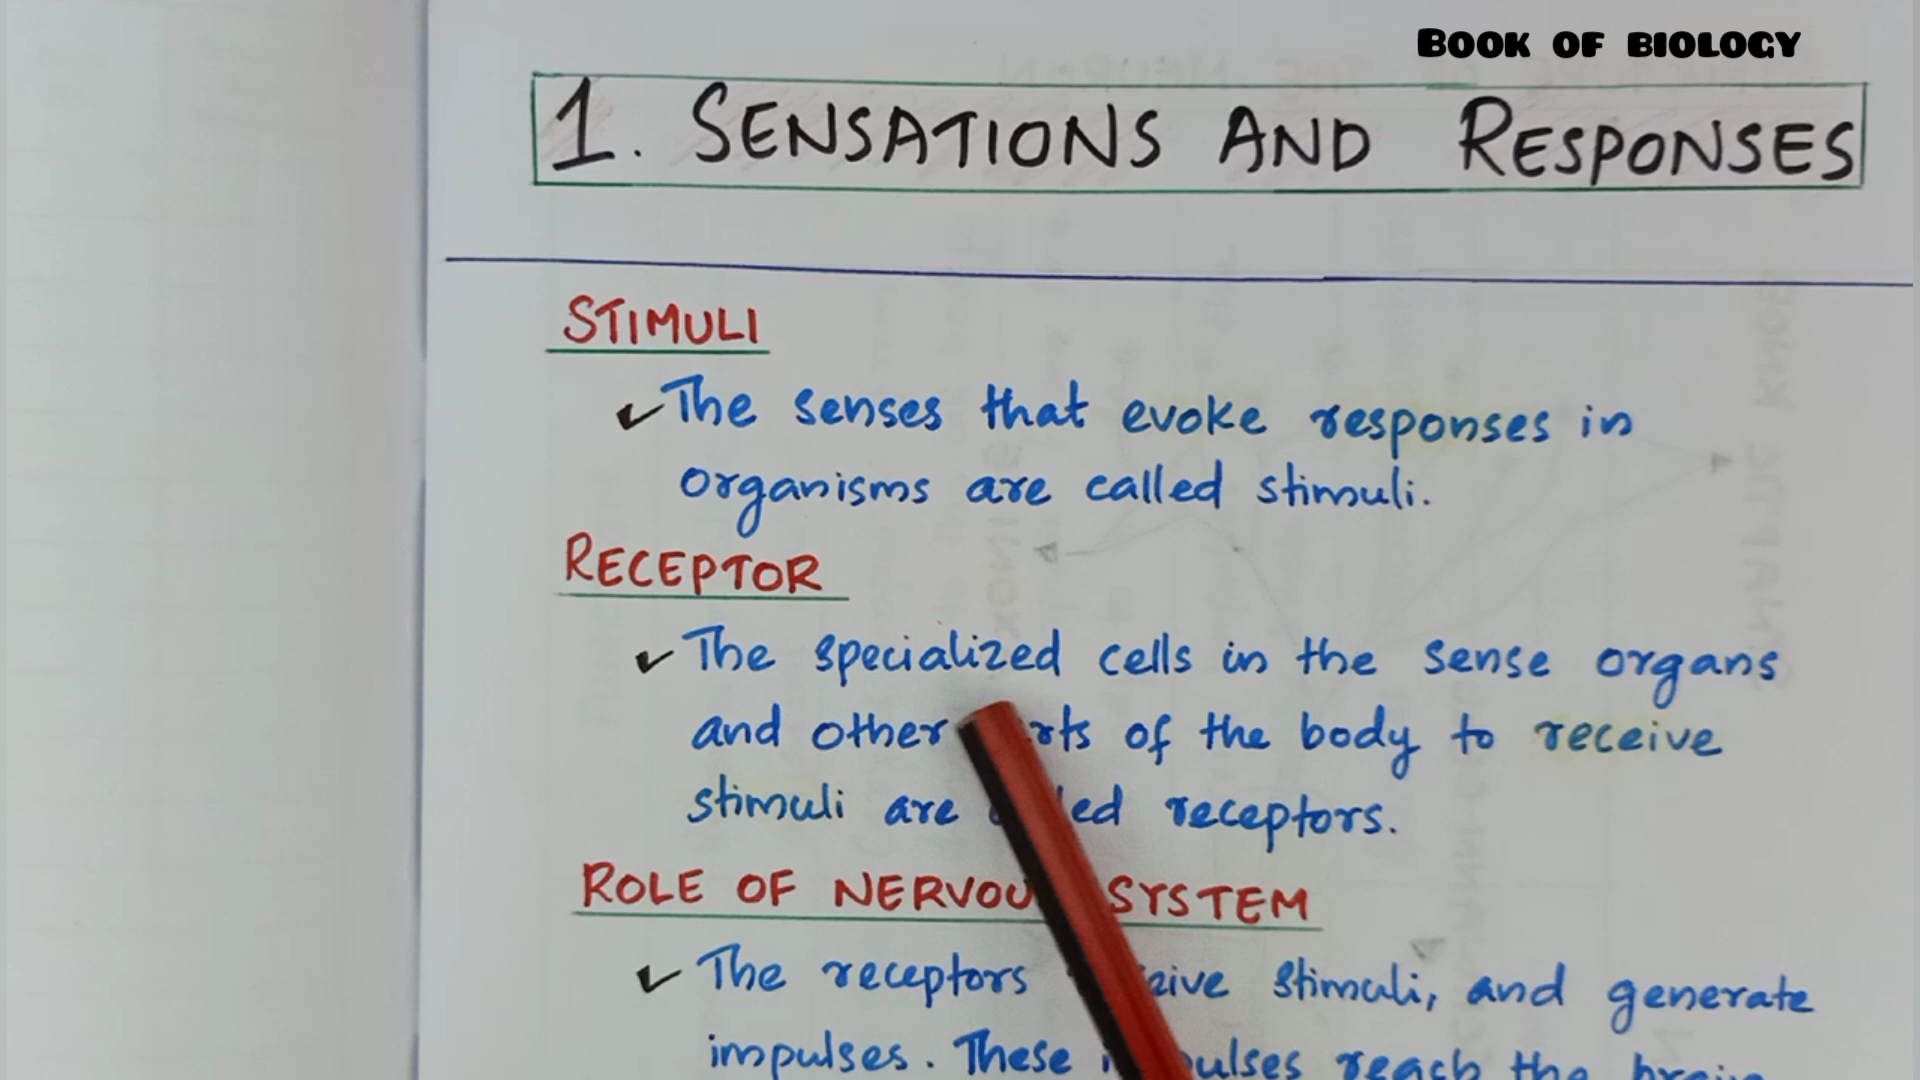 BOOK OF BIOLOGY
1. SENSATIONS AND RESPONSES
STIMULI
The senses that evoke responses in
organisms are called stimuli.
RECEPTOR
The specialized cells in the sense organs
and other of the body to receive
stimuli are receptors.
ROLE OF NERVOUS SYSTEM
The receptors stimuli, and generate
impulses. These reach the brain